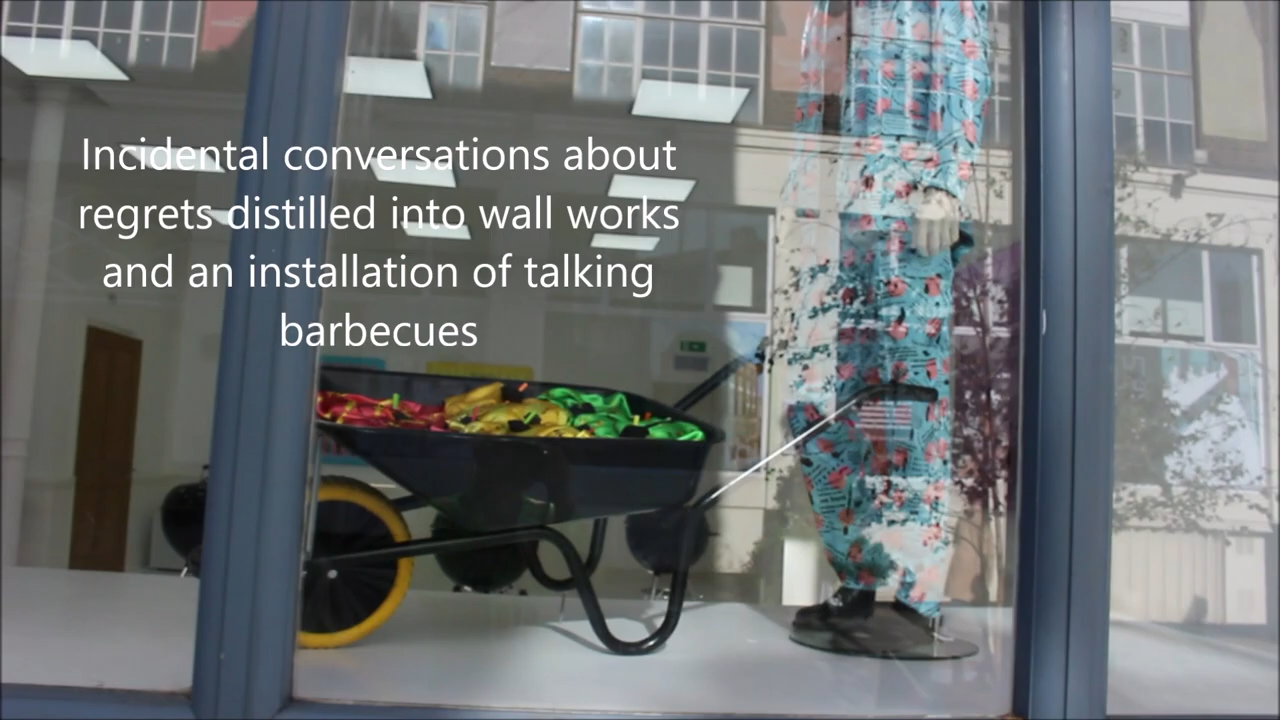 Incidental conversations about
regrets distilled into wall works
and an installation of talking
barbecues